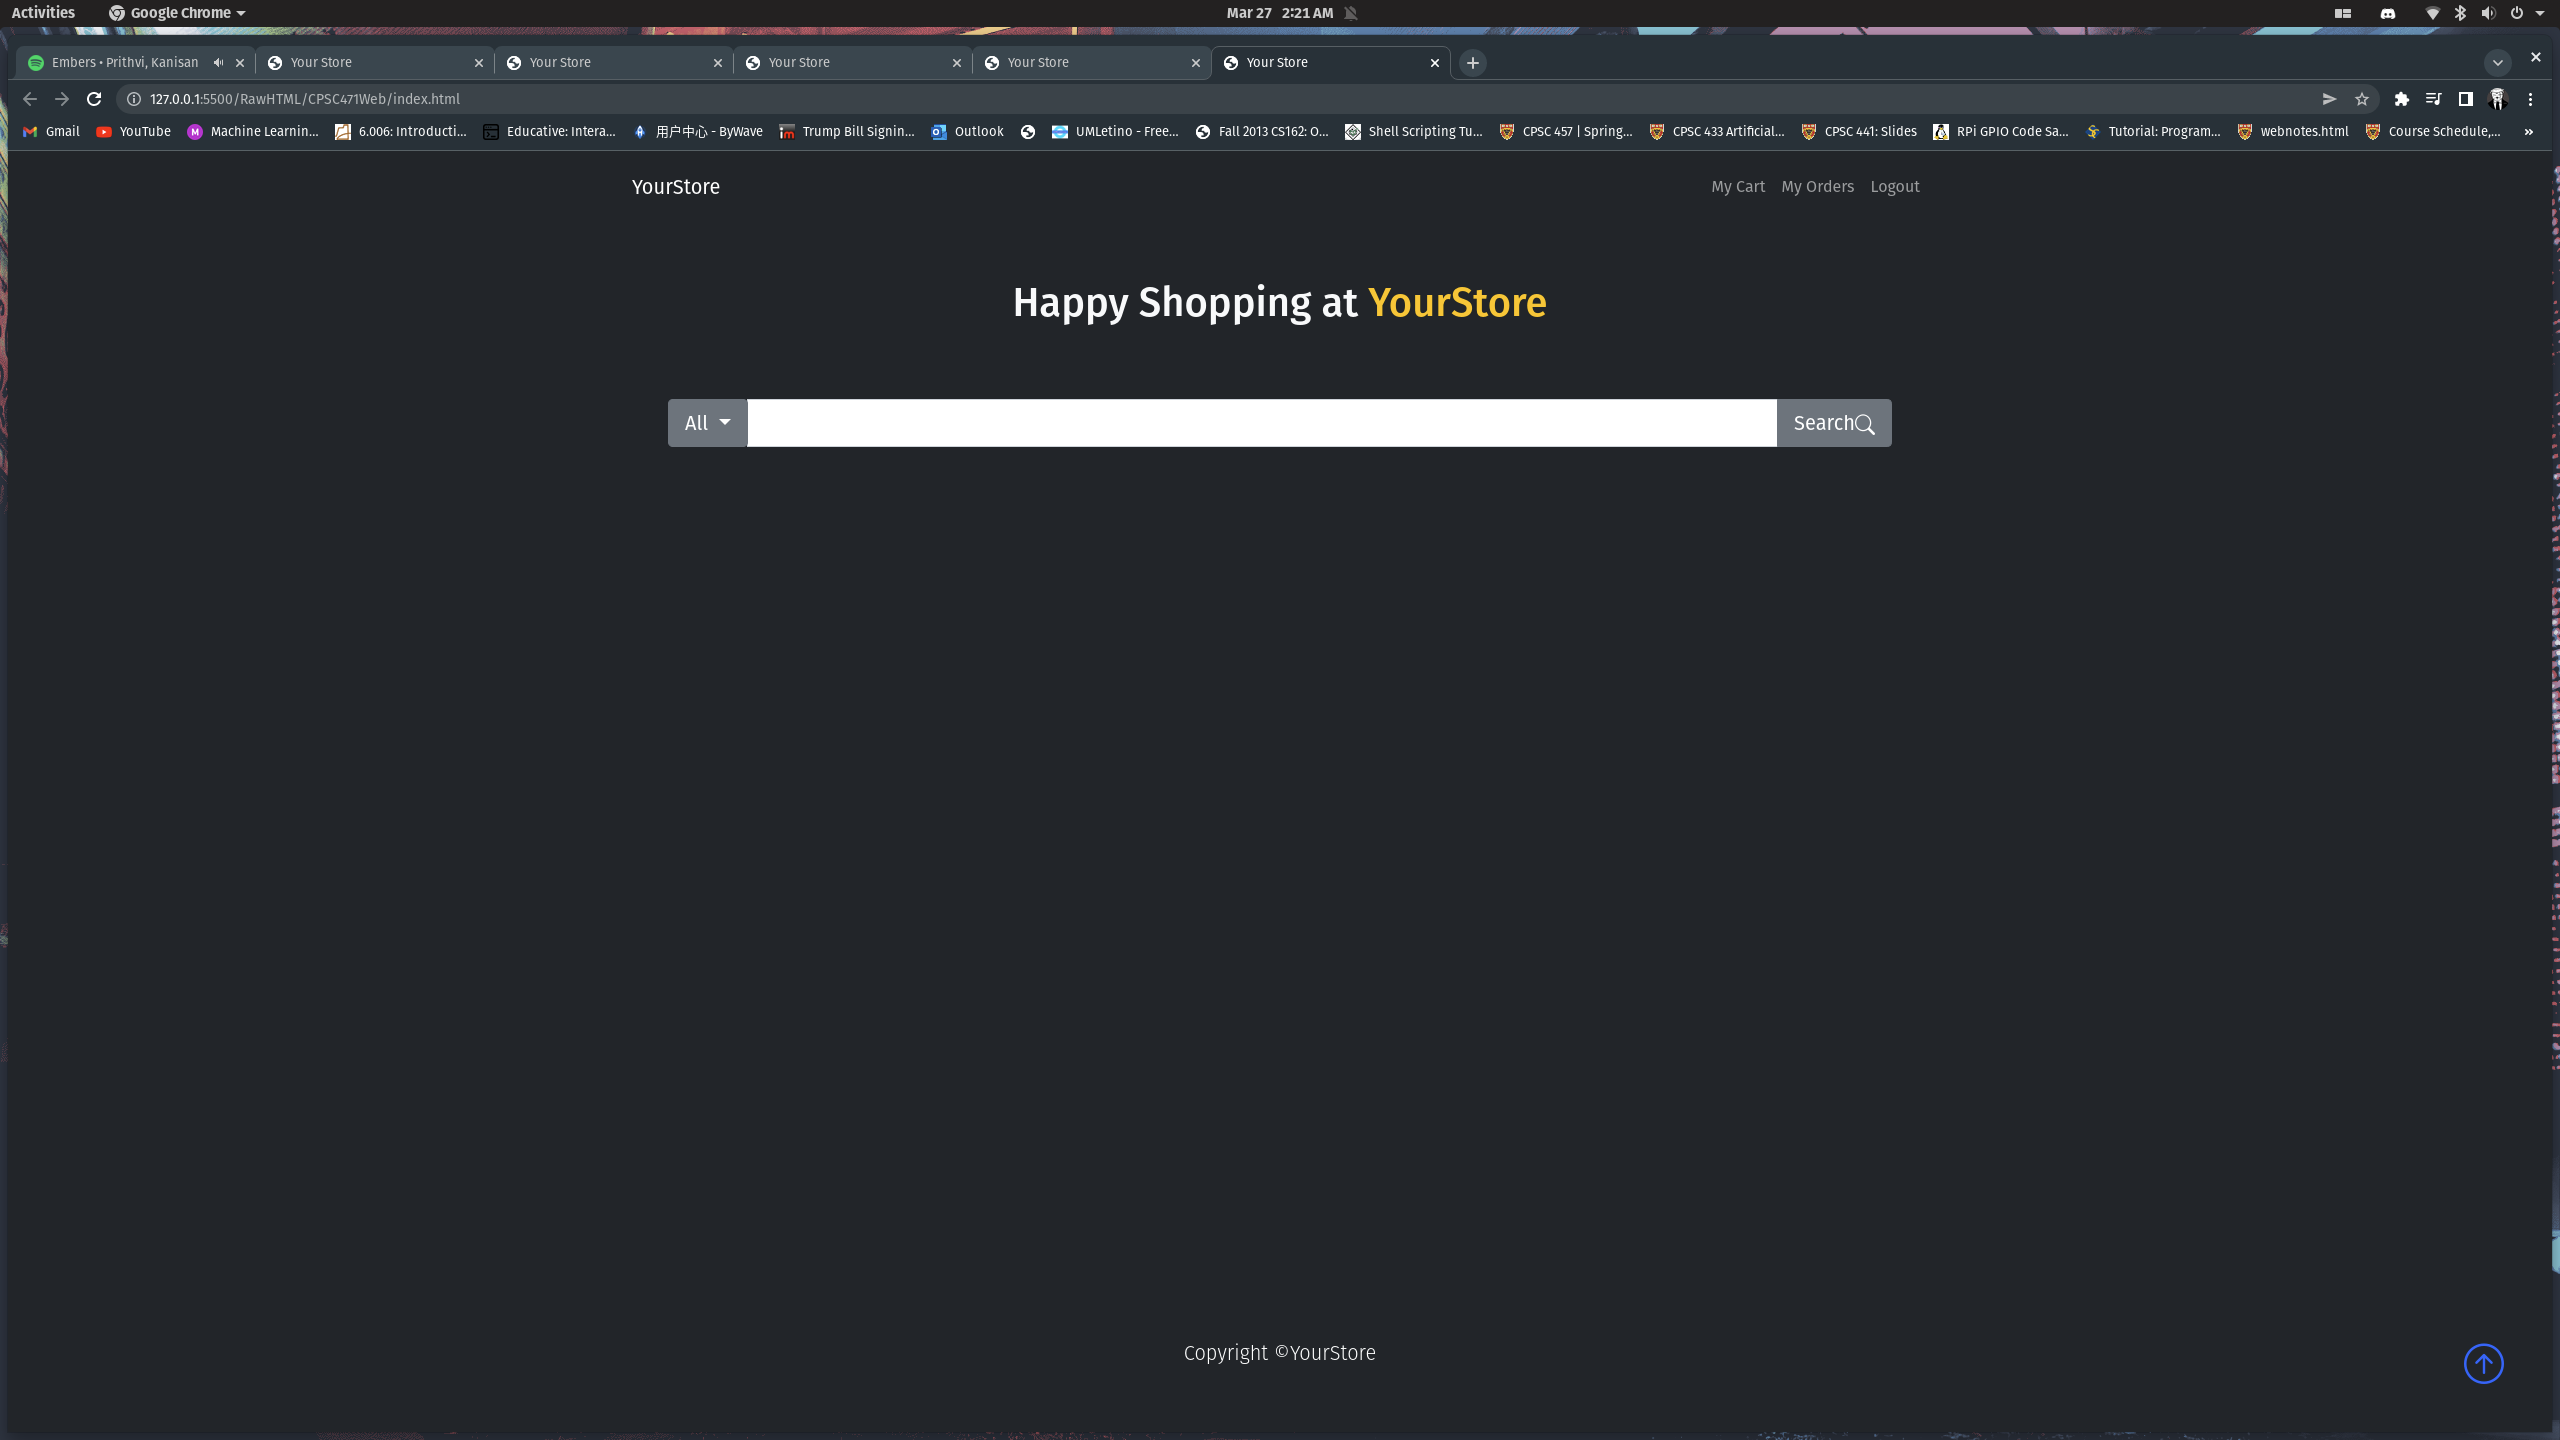 Activities Google Chrome Mar 27 2:21 AM
Embers • Prithvi, Kanisan Your Store Your Store Your Store Your Store Your Store
127.0.0.1:5500/RawHTML/CPSC471Web/index.html
Gmail YouTube Machine Learnin... 6.006: Introducti... Educative: Intera... 用户中心 - ByWave Trump Bill Signin... Outlook UMLetino - Free... Fall 2013 CS162: O... Shell Scripting Tu... CPSC 457 | Spring... CPSC 433 Artificial... CPSC 441: Slides RPi GPIO Code Sa... Tutorial: Program... webnotes.html Course Schedule,... »
YourStore My Cart My Orders Logout
Happy Shopping at YourStore
All Search
Copyright ©YourStore